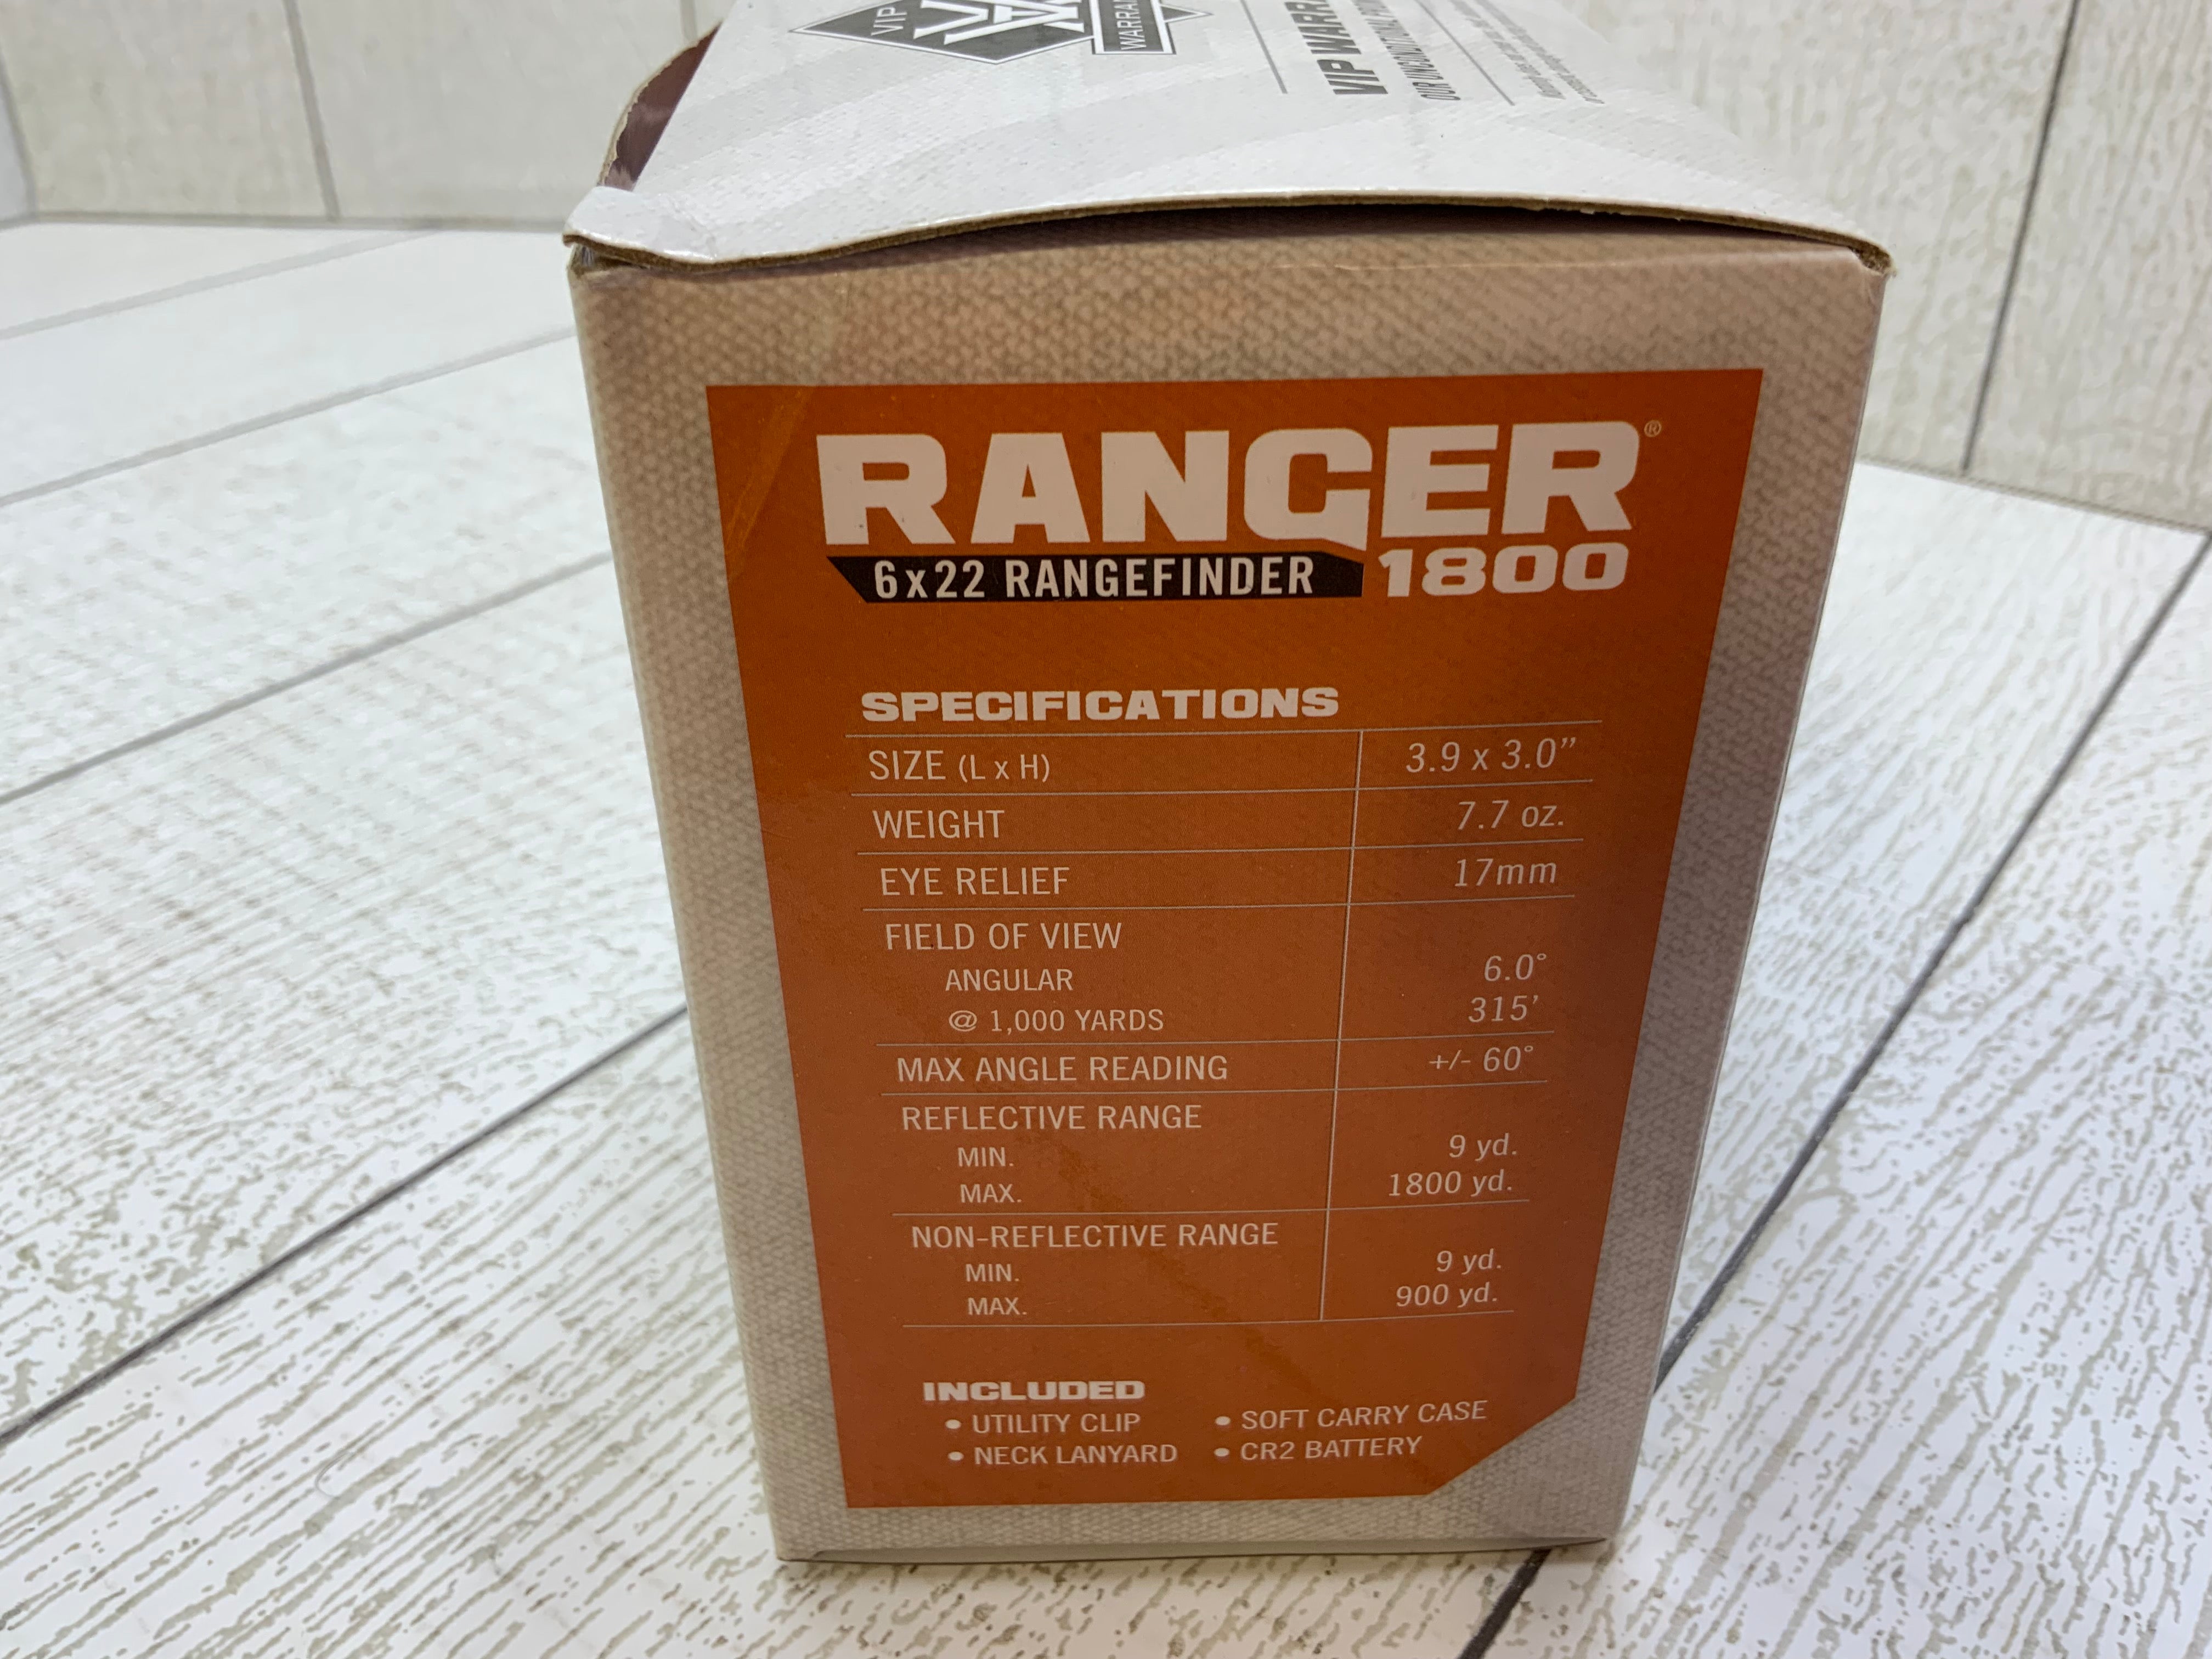 VIP
VIP WARRA
OUR UNCONDITIONAL
RANGER®
6x22 RANGEFINDER 1800
SPECIFICATIONS
SIZE (L x H) 3.9 x 3.0”
WEIGHT 7.7 oz.
EYE RELIEF 17mm
FIELD OF VIEW
ANGULAR 6.0°
@ 1,000 YARDS 315’
MAX ANGLE READING +/- 60°
REFLECTIVE RANGE
MIN. 9 yd.
MAX. 1800 yd.
NON-REFLECTIVE RANGE
MIN. 9 yd.
MAX. 900 yd.
INCLUDED
• UTILITY CLIP • SOFT CARRY CASE
• NECK LANYARD • CR2 BATTERY